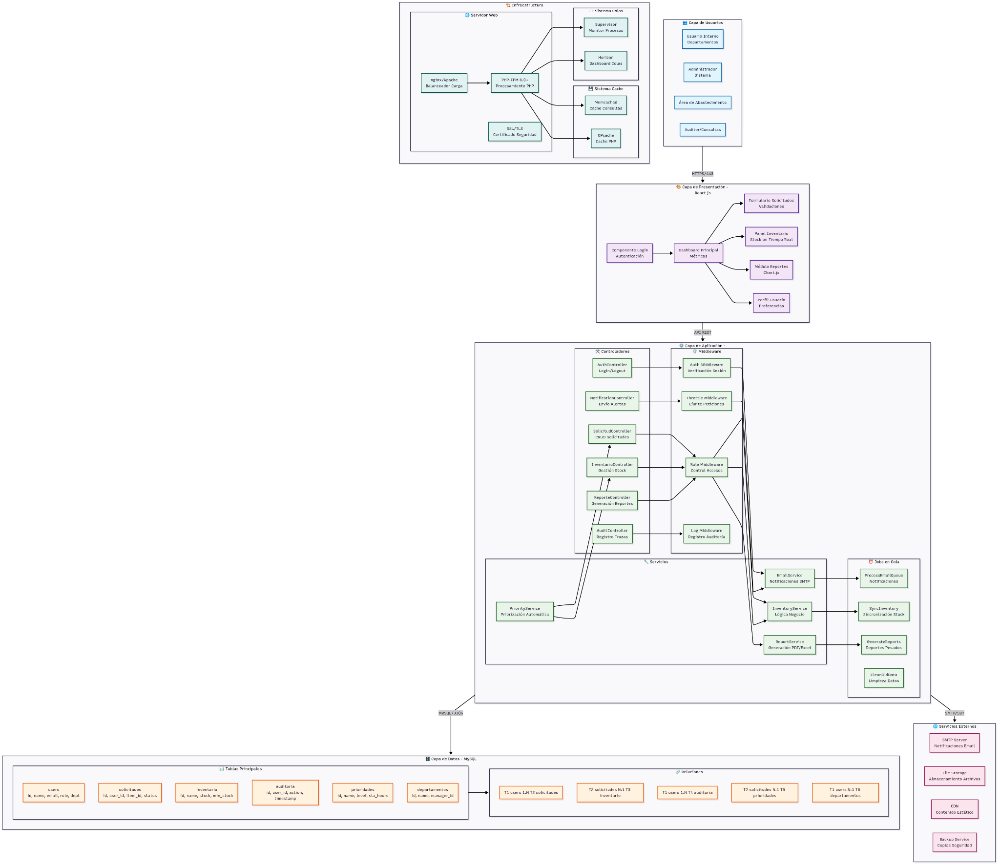 🏗️ Infraestructura
🌐 Servidor Web
nginx/Apache
Balanceador Carga
PHP-FPM 8.0+
Procesamiento PHP
SSL/TLS
Certificado Seguridad
📨 Sistema Colas
Supervisor
Monitor Procesos
Horizon
Dashboard Colas
💾 Sistema Cache
Memcached
Cache Consultas
OPcache
Cache PHP
👥 Capa de Usuarios
Usuario Interno
Departamentos
Administrador
Sistema
Área de Abastecimiento
Auditor/Consultas
HTTPS/443
🎨 Capa de Presentación -
React.js
Componente Login
Autenticación
Dashboard Principal
Métricas
Formulario Solicitudes
Validaciones
Panel Inventario
Stock en Tiempo Real
Módulo Reportes
Chart.js
Perfil Usuario
Preferencias
API REST
⚙️ Capa de Aplicación -
🛠️ Controladores
AuthController
Login/Logout
NotificationController
Envío Alertas
SolicitudController
CRUD Solicitudes
InventarioController
Gestión Stock
ReporteController
Generación Reportes
AuditController
Registro Trazas
🛡️ Middleware
Auth Middleware
Verificación Sesión
Throttle Middleware
Límite Peticiones
Role Middleware
Control Accesos
Log Middleware
Registro Auditoría
🔧 Servicios
PriorityService
Priorización Automática
EmailService
Notificaciones SMTP
InventoryService
Lógica Negocio
ReportService
Generación PDF/Excel
⏰ Jobs en Cola
ProcessEmailQueue
Notificaciones
SyncInventory
Sincronización Stock
GenerateReports
Reportes Pesados
CleanOldData
Limpieza Datos
MySQL/3306
SMTP/587
🗄️ Capa de Datos - MySQL
📊 Tablas Principales
users
id, name, email, role, dept
solicitudes
id, user_id, item_id, status
inventario
id, name, stock, min_stock
auditoria
id, user_id, action,
timestamp
prioridades
id, name, level, sla_hours
departamentos
id, name, manager_id
🔗 Relaciones
T1 users 1:N T2 solicitudes
T2 solicitudes N:1 T3
inventario
T1 users 1:N T4 auditoria
T2 solicitudes N:1 T5
prioridades
T1 users N:1 T6
departamentos
🌐 Servicios Externos
SMTP Server
Notificaciones Email
File Storage
Almacenamiento Archivos
CDN
Contenido Estático
Backup Service
Copias Seguridad